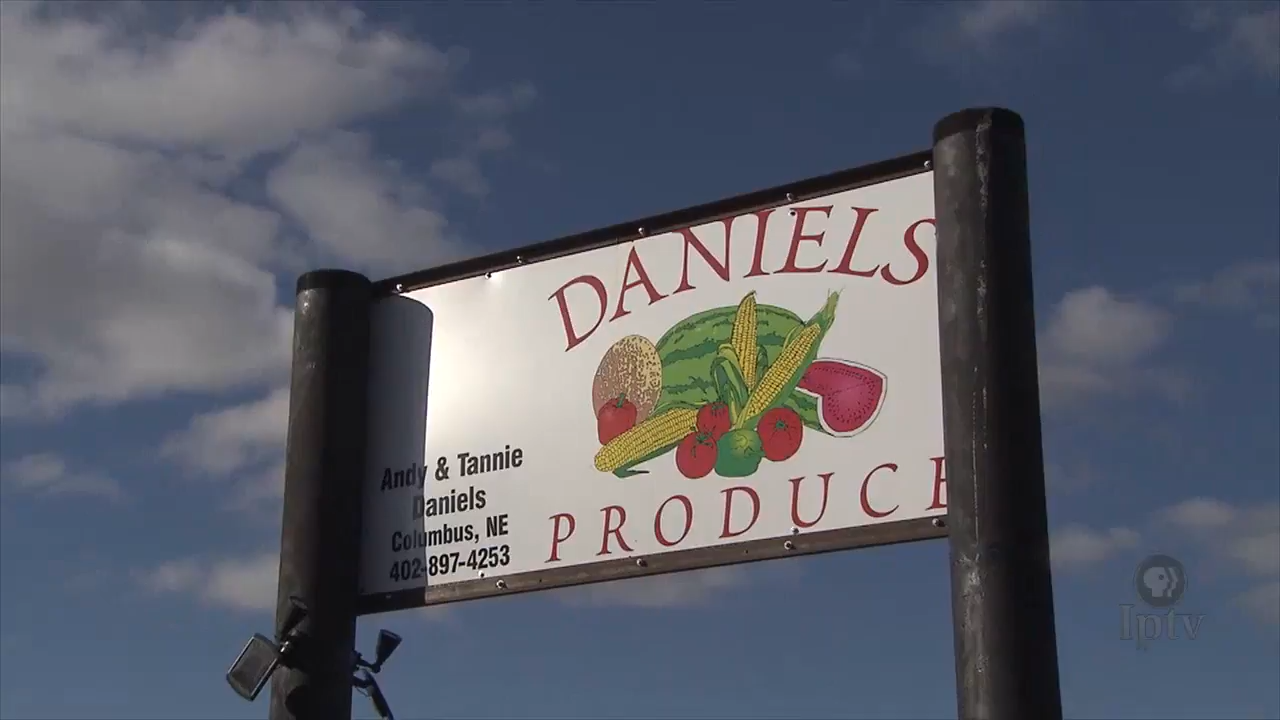 DANIELS
PRODUCE
Andy & Tannie
Daniels
Columbus, NE
402-897-4253
Iptv